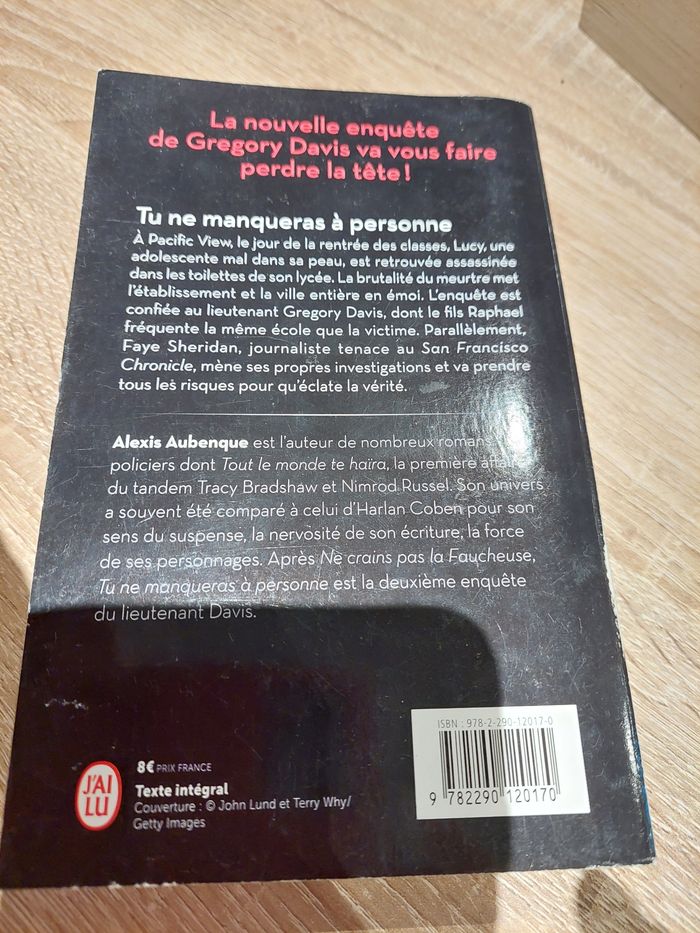 La nouvelle enquête
de Gregory Davis va vous faire
perdre la tête !
Tu ne manqueras à personne
À Pacific View, le jour de la rentrée des classes, Lucy, une
adolescente mal dans sa peau, est retrouvée assassinée
dans les toilettes de son lycée. La brutalité du meurtre met
l'établissement et la ville entière en émoi. L'enquête est
confiée au lieutenant Gregory Davis, dont le fils Raphael
fréquente la même école que la victime. Parallèlement,
Faye Sheridan, journaliste tenace au San Francisco
Chronicle, mène ses propres investigations et va prendre
tous les risques pour qu'éclate la vérité.
Alexis Aubenque est l'auteur de nombreux romans
policiers dont Tout le monde te haïra, la première affaire
du tandem Tracy Bradshaw et Nimrod Russel. Son univers
a souvent été comparé à celui d'Harlan Coben pour son
sens du suspense, la nervosité de son écriture, la force
de ses personnages. Après Ne crains pas la Faucheuse,
Tu ne manqueras à personne est la deuxième enquête
du lieutenant Davis.
ISBN : 978-2-290-12017-0
9 782290 120170
J'AI
LU
8€ PRIX FRANCE
Texte intégral
Couverture : © John Lund et Terry Why/
Getty Images